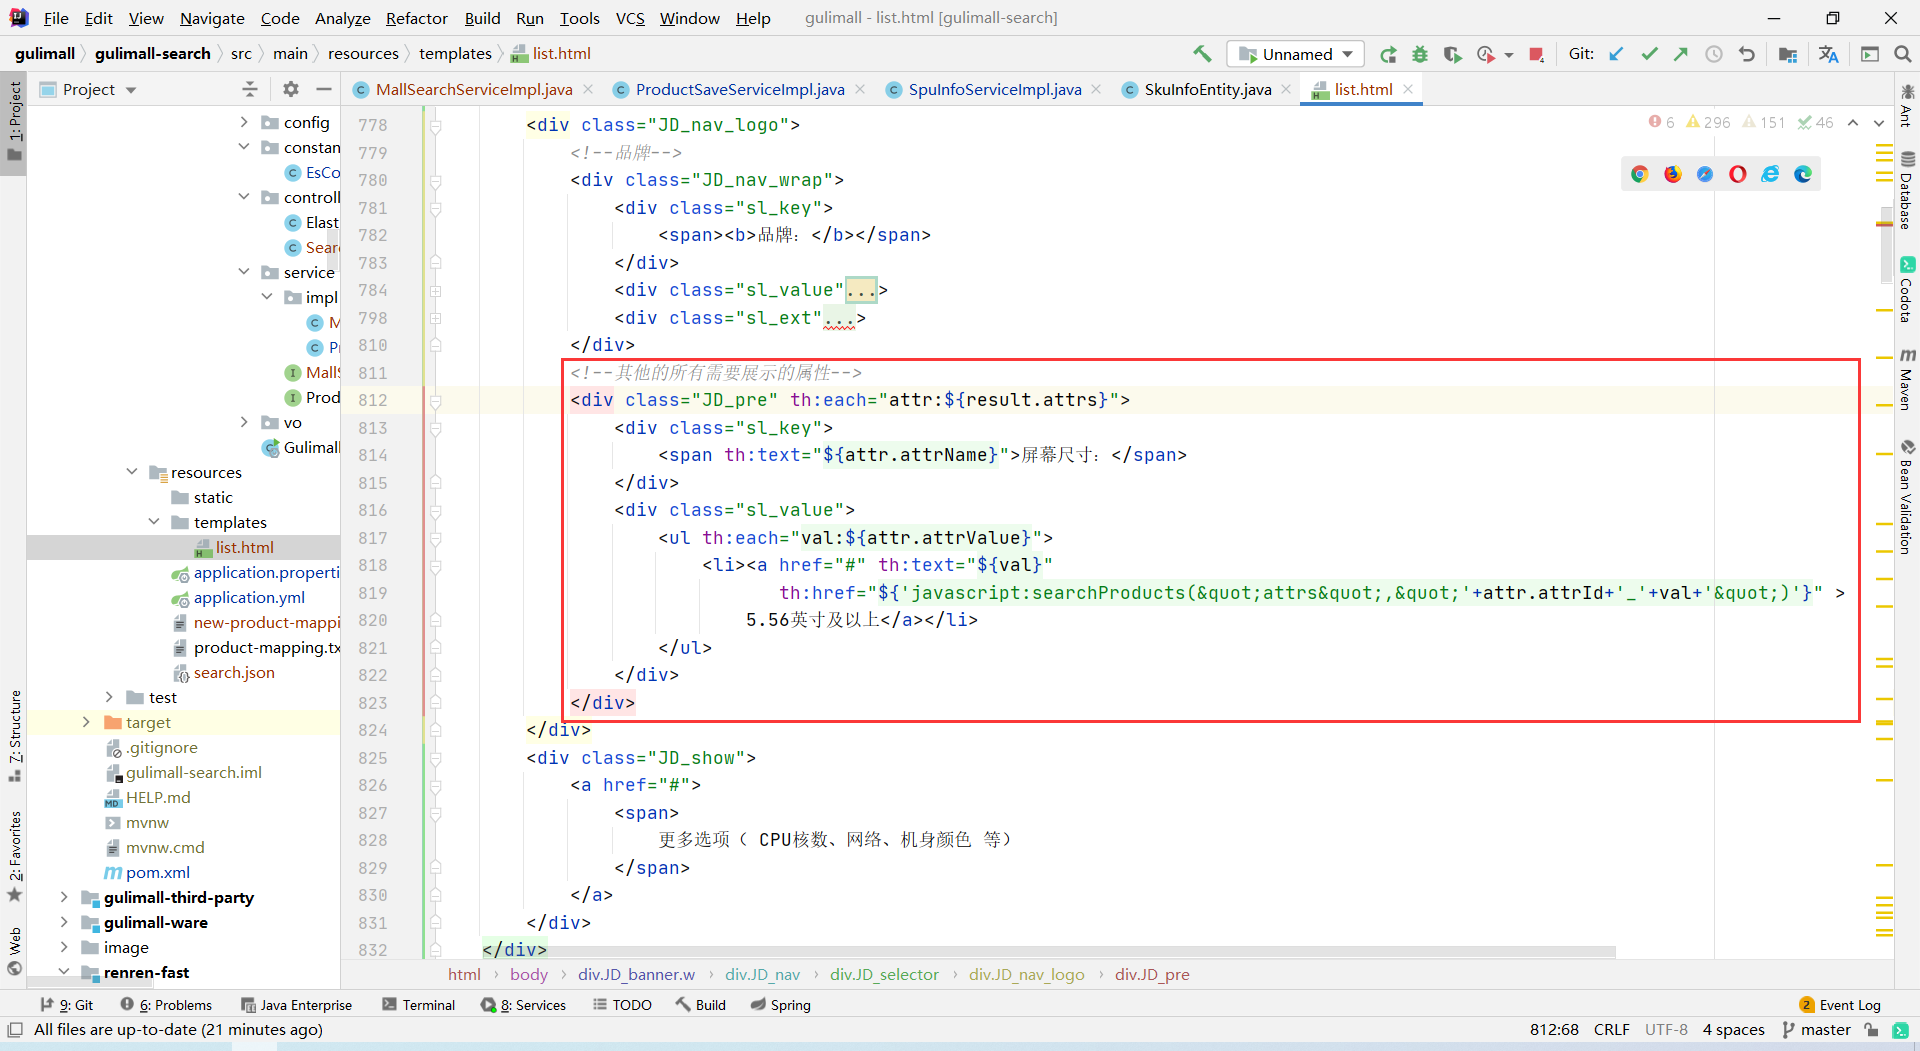 File Edit View Navigate Code Analyze Refactor Build Run Tools VCS Window Help gulimall - list.html [gulimall-search]
gulimall gulimall-search src main resources templates list.html Unnamed Git:
Project MallSearchServiceImpl.java ProductSaveServiceImpl.java SpuInfoServiceImpl.java SkuInfoEntity.java list.html
1: Project
7: Structure
2: Favorites
Web
config
constan
EsCo
controll
Elast
Sear
service
impl
M
Pr
MallS
Prod
vo
Gulimall
resources
static
templates
list.html
application.properti
application.yml
new-product-mappi
product-mapping.tx
search.json
test
target
.gitignore
gulimall-search.iml
HELP.md
mvnw
mvnw.cmd
pom.xml
gulimall-third-party
gulimall-ware
image
renren-fast
6 296 151 46
778 <div class="JD_nav_logo">
779 <!--品牌-->
780 <div class="JD_nav_wrap">
781 <div class="sl_key">
782 <span><b>品牌：</b></span>
783 </div>
784 <div class="sl_value"...>
798 <div class="sl_ext"...>
810 </div>
811 <!--其他的所有需要展示的属性-->
812 <div class="JD_pre" th:each="attr:${result.attrs}">
813 <div class="sl_key">
814 <span th:text="${attr.attrName}">屏幕尺寸：</span>
815 </div>
816 <div class="sl_value">
817 <ul th:each="val:${attr.attrValue}">
818 <li><a href="#" th:text="${val}"
819 th:href="${'javascript:searchProducts(&quot;attrs&quot;,&quot;'+attr.attrId+'_'+val+'&quot;)'}" >
820 5.56英寸及以上</a></li>
821 </ul>
822 </div>
823 </div>
824 </div>
825 <div class="JD_show">
826 <a href="#">
827 <span>
828 更多选项（ CPU核数、网络、机身颜色 等）
829 </span>
830 </a>
831 </div>
832 </div>
Ant
Database
Codota
Maven
Bean Validation
html body div.JD_banner.w div.JD_nav div.JD_selector div.JD_nav_logo div.JD_pre
9: Git 6: Problems Java Enterprise Terminal 8: Services TODO Build Spring 2 Event Log
All files are up-to-date (21 minutes ago) 812:68 CRLF UTF-8 4 spaces master